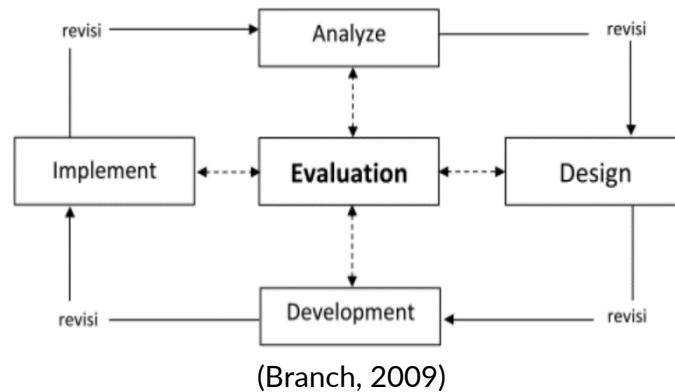 revisi
Analyze
revisi
Implement
Evaluation
Design
revisi
Development
revisi
(Branch, 2009)